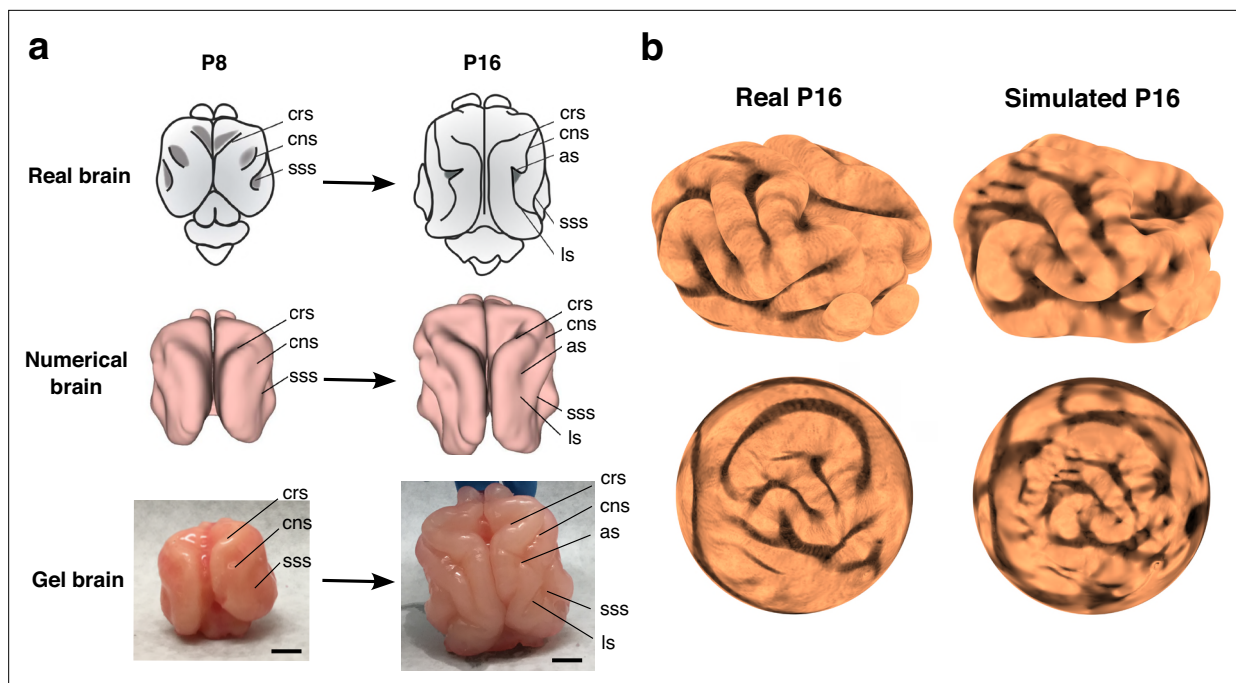 a
P8
P16
Real brain
crs
cns
sss
crs
cns
as
sss
ls
Numerical
brain
crs
cns
sss
crs
cns
as
sss
ls
Gel brain
crs
cns
sss
crs
cns
as
sss
ls
b
Real P16
Simulated P16